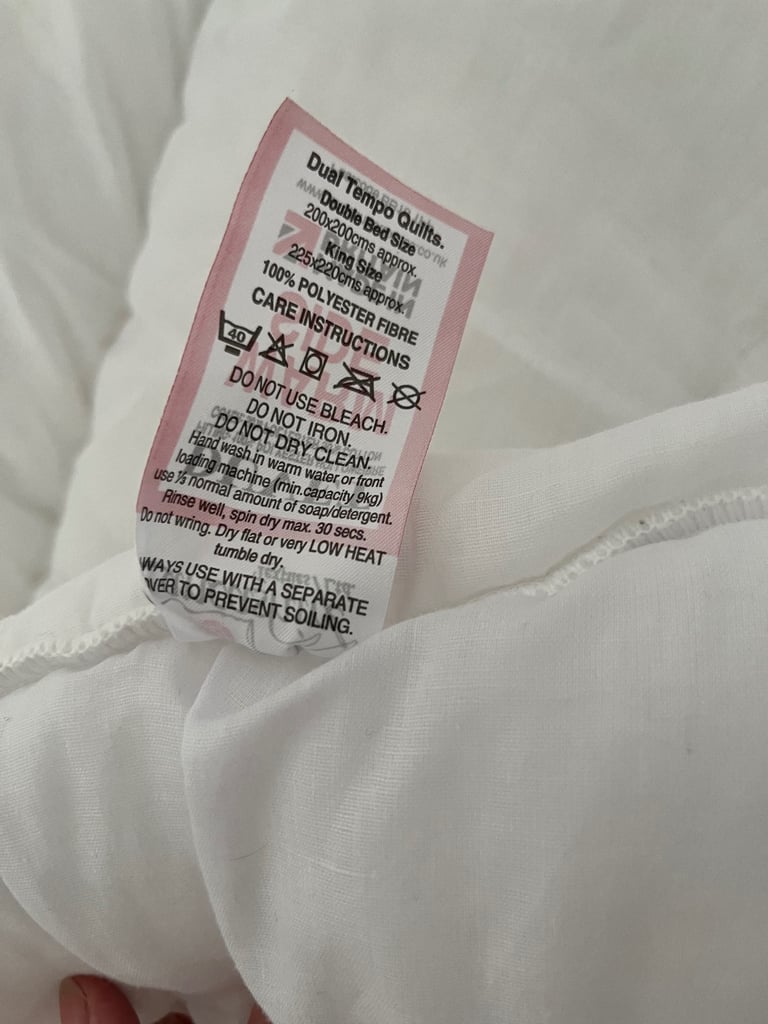 Dual Tempo Quilts.
Double Bed Size
200x200cms approx.
King Size
225x220cms approx.
100% POLYESTER FIBRE
CARE INSTRUCTIONS
40
DO NOT USE BLEACH.
DO NOT IRON.
DO NOT DRY CLEAN.
Hand wash in warm water or front
loading machine (min.capacity 9kg)
use ⅓ normal amount of soap/detergent.
Rinse well, spin dry max. 30 secs.
Do not wring. Dry flat or very LOW HEAT
tumble dry.
WAYS USE WITH A SEPARATE
OVER TO PREVENT SOILING.